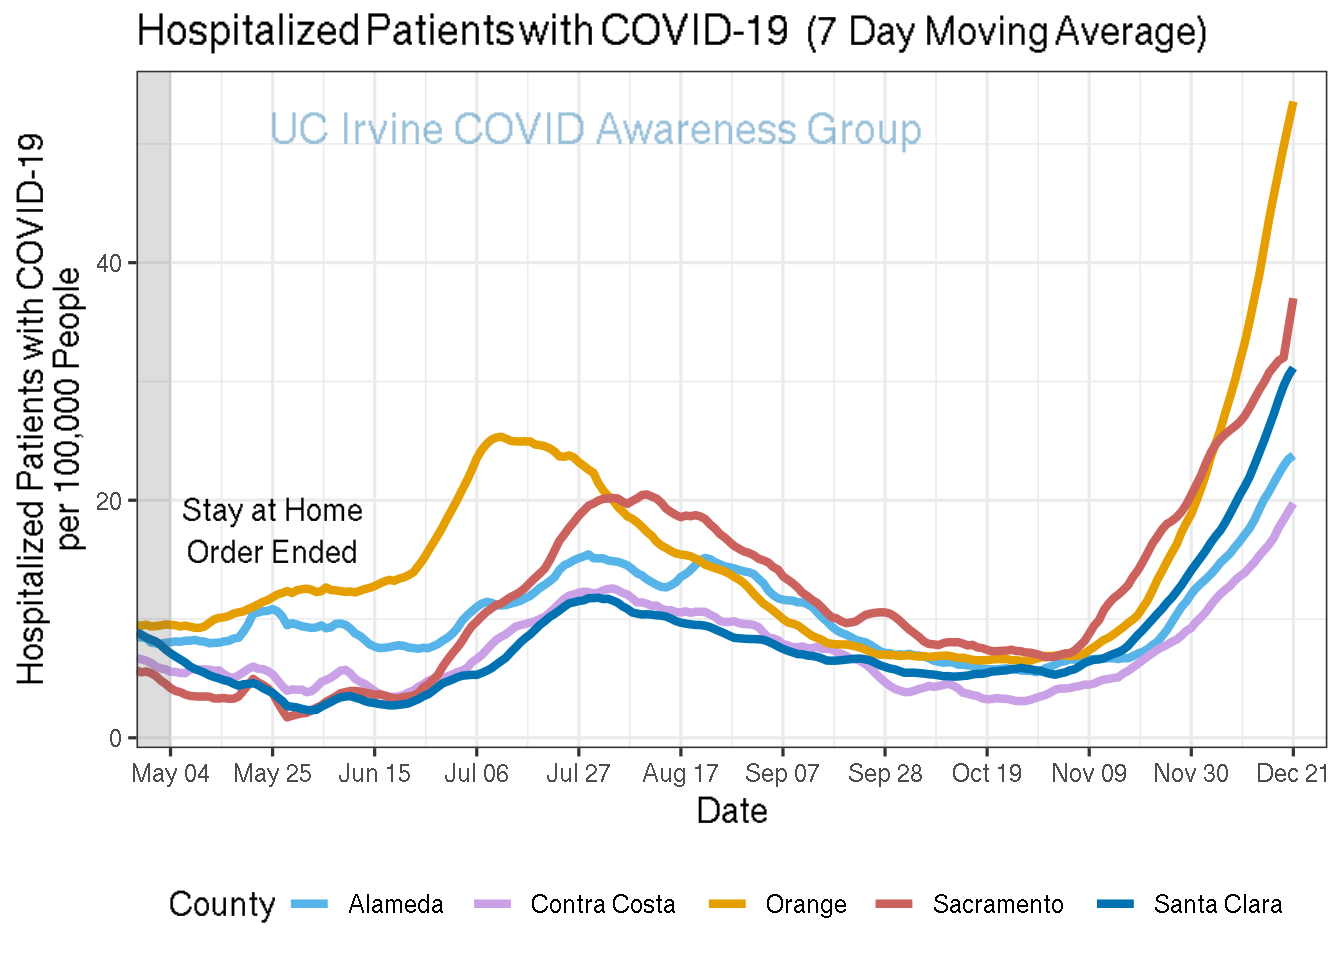 Hospitalized Patients with COVID-19 (7 Day Moving Average)
UC Irvine COVID Awareness Group
Hospitalized Patients with COVID-19
per 100,000 People
40
20
0
Stay at Home
Order Ended
May 04 May 25 Jun 15 Jul 06 Jul 27 Aug 17 Sep 07 Sep 28 Oct 19 Nov 09 Nov 30 Dec 21
Date
County Alameda Contra Costa Orange Sacramento Santa Clara